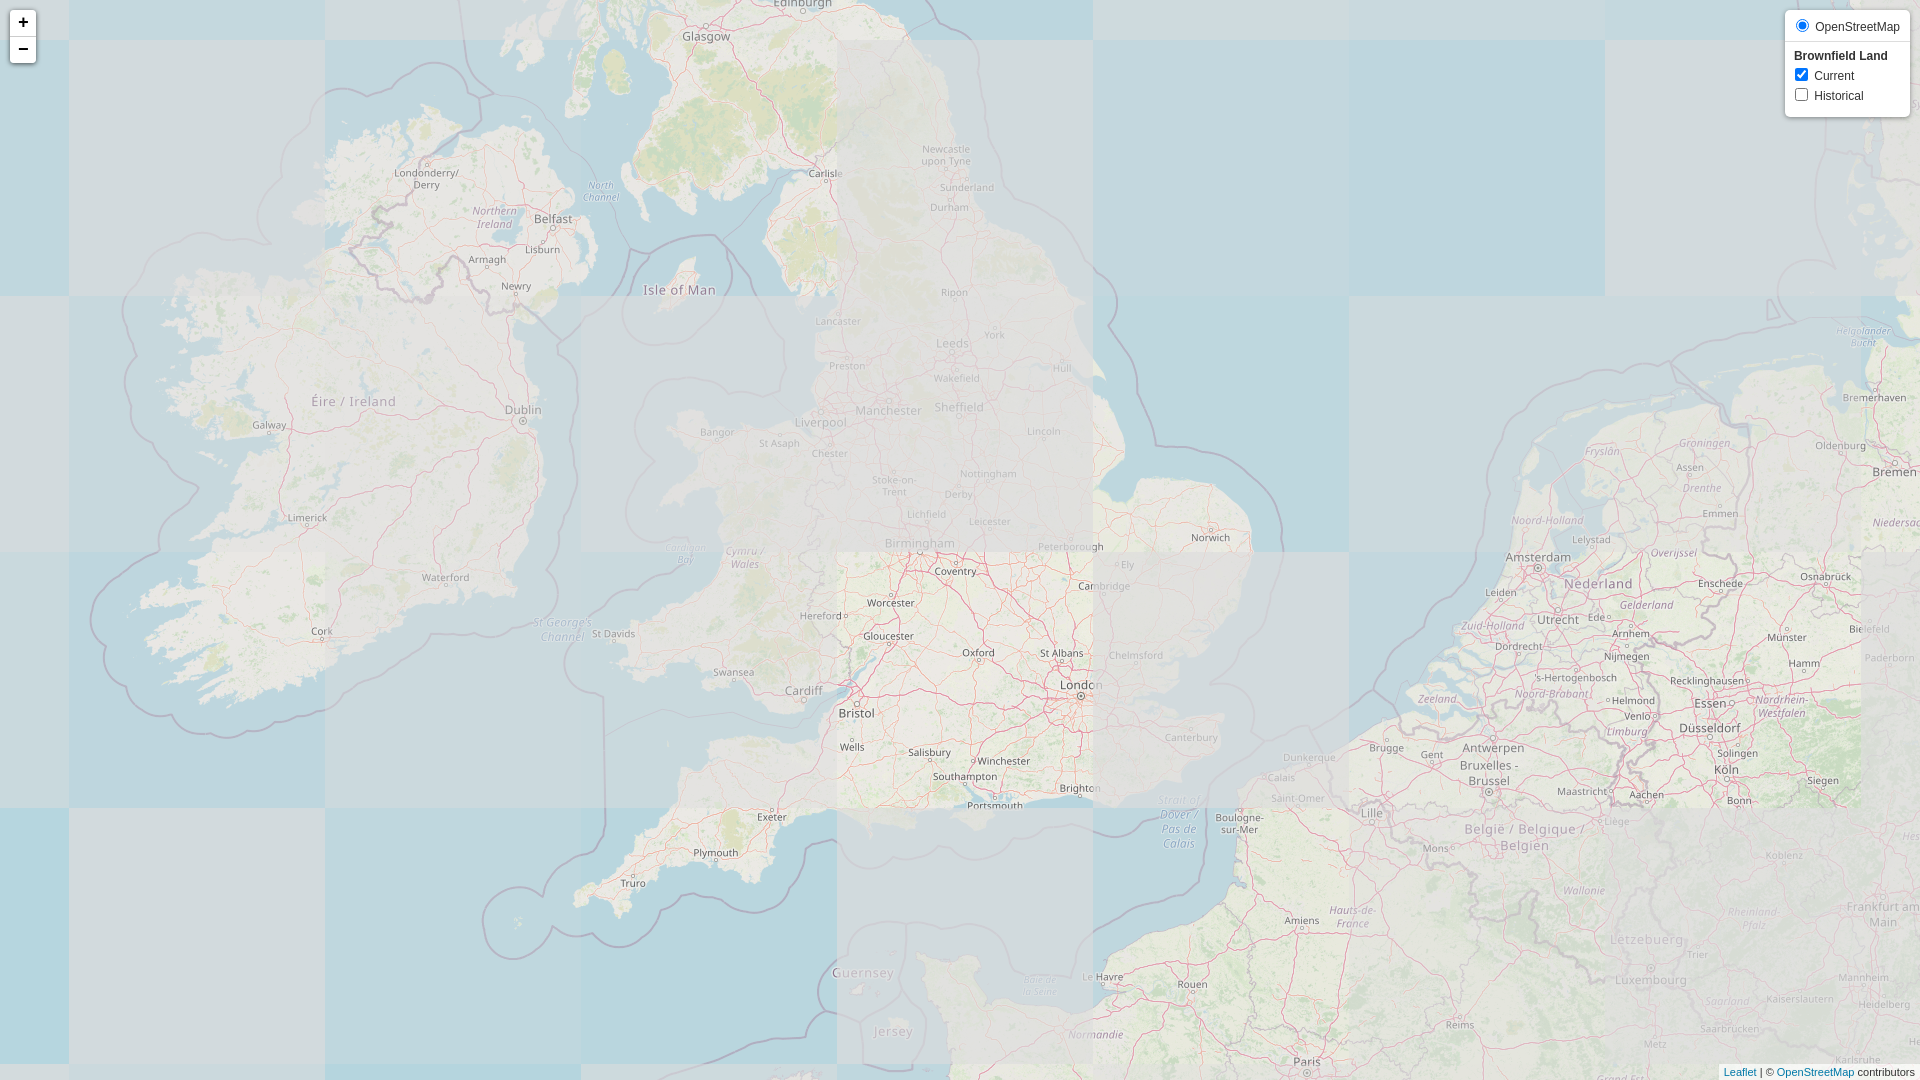 +
−
OpenStreetMap
Brownfield Land
Current
Historical
Edinburgh
Glasgow
Newcastle
upon Tyne
Londonderry/
Derry
Carlisle
Sunderland
North
Channel
Durham
Northern
Ireland
Belfast
Lisburn
Armagh
Newry
Isle of Man
Ripon
Lancaster
York
Leeds
Preston
Hull
Wakefield
Éire / Ireland
Dublin
Manchester
Sheffield
Liverpool
Galway
Bangor
St Asaph
Lincoln
Chester
Nottingham
Stoke-on-
Trent
Derby
Limerick
Lichfield
Leicester
Birmingham
Peterborough
Norwich
Cardigan
Bay
Cymru /
Wales
Ely
Coventry
Waterford
Cambridge
Worcester
Hereford
St George's
Channel
Cork
St Davids
Gloucester
Oxford
St Albans
Chelmsford
Swansea
Cardiff
London
Bristol
Canterbury
Wells
Salisbury
Winchester
Southampton
Brighton
Portsmouth
Exeter
Plymouth
Truro
Strait of
Dover /
Pas de
Calais
Dunkerque
Calais
Saint-Omer
Boulogne-
sur-Mer
Guernsey
Jersey
Baie de
la Seine
Le Havre
Rouen
Normandie
Amiens
Hauts-de-
France
Paris
Reims
Helgoländer
Bucht
Bremerhaven
Groningen
Oldenburg
Fryslân
Assen
Bremen
Drenthe
Emmen
Noord-Holland
Niedersac
Lelystad
Amsterdam
Overijssel
Nederland
Enschede
Osnabrück
Leiden
Gelderland
Utrecht
Ede
Zuid-Holland
Arnhem
Bielefeld
Münster
Dordrecht
Nijmegen
Paderborn
Hamm
's-Hertogenbosch
Recklinghausen
Noord-Brabant
Zeeland
Helmond
Essen
Nordrhein-
Westfalen
Venlo
Limburg
Düsseldorf
Brugge
Gent
Antwerpen
Solingen
Bruxelles -
Brussel
Köln
Siegen
Maastricht
Aachen
Bonn
Lille
Liège
België / Belgique /
Belgien
Mons
Koblenz
Wallonie
Frankfurt am
Main
Rheinland-
Pfalz
Lëtzebuerg
Trier
Luxembourg
Mannheim
Saarland
Kaiserslautern
Heidelberg
Saarbrücken
Metz
Karlsruhe
Grand Est
Leaflet | © OpenStreetMap contributors